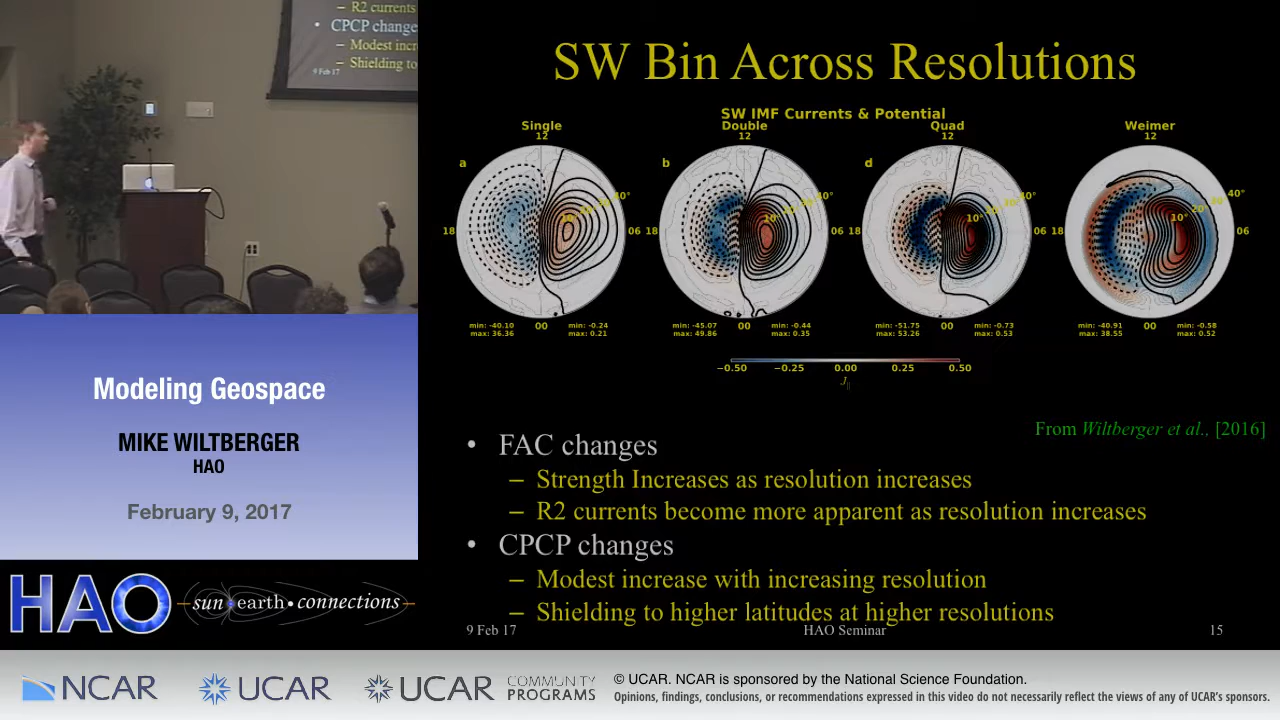 R2 currents
CPCP change
Modest incr
Shielding to
9 Feb 17
Modeling Geospace
MIKE WILTBERGER
HAO
February 9, 2017
HAO
sun earth • connections
SW Bin Across Resolutions
SW IMF Currents & Potential
Single Double Quad Weimer
12 12 12 12
a b d
40° 40° 40° 40°
10° 10° 10° 20° 10°
18 06 18 06 18 06 18 06
min: -40.10 00 min: -0.24 min: -45.07 00 min: -0.44 min: -51.75 00 min: -0.73 min: -40.91 00 min: -0.58
max: 36.36 max: 0.21 max: 49.86 max: 0.35 max: 53.26 max: 0.53 max: 38.55 max: 0.52
−0.50 −0.25 0.00 0.25 0.50
J||
From Wiltberger et al., [2016]
• FAC changes
– Strength Increases as resolution increases
– R2 currents become more apparent as resolution increases
• CPCP changes
– Modest increase with increasing resolution
– Shielding to higher latitudes at higher resolutions
9 Feb 17 HAO Seminar 15
NCAR UCAR UCAR COMMUNITY
PROGRAMS
© UCAR. NCAR is sponsored by the National Science Foundation.
Opinions, findings, conclusions, or recommendations expressed in this video do not necessarily reflect the views of any of UCAR's sponsors.